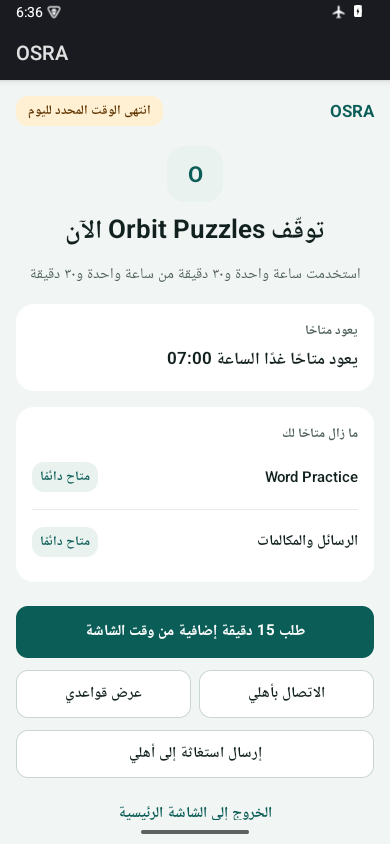 6:36
OSRA
OSRA
انتهى الوقت المحدد لليوم
O
توقّف Orbit Puzzles الآن
استخدمت ساعة واحدة و٣٠ دقيقة من ساعة واحدة و٣٠ دقيقة
يعود متاحًا
يعود متاحًا غدًا الساعة 07:00
ما زال متاحًا لك
Word Practice
متاح دائمًا
الرسائل والمكالمات
متاح دائمًا
طلب 15 دقيقة إضافية من وقت الشاشة
الاتصال بأهلي
عرض قواعدي
إرسال استغاثة إلى أهلي
الخروج إلى الشاشة الرئيسية